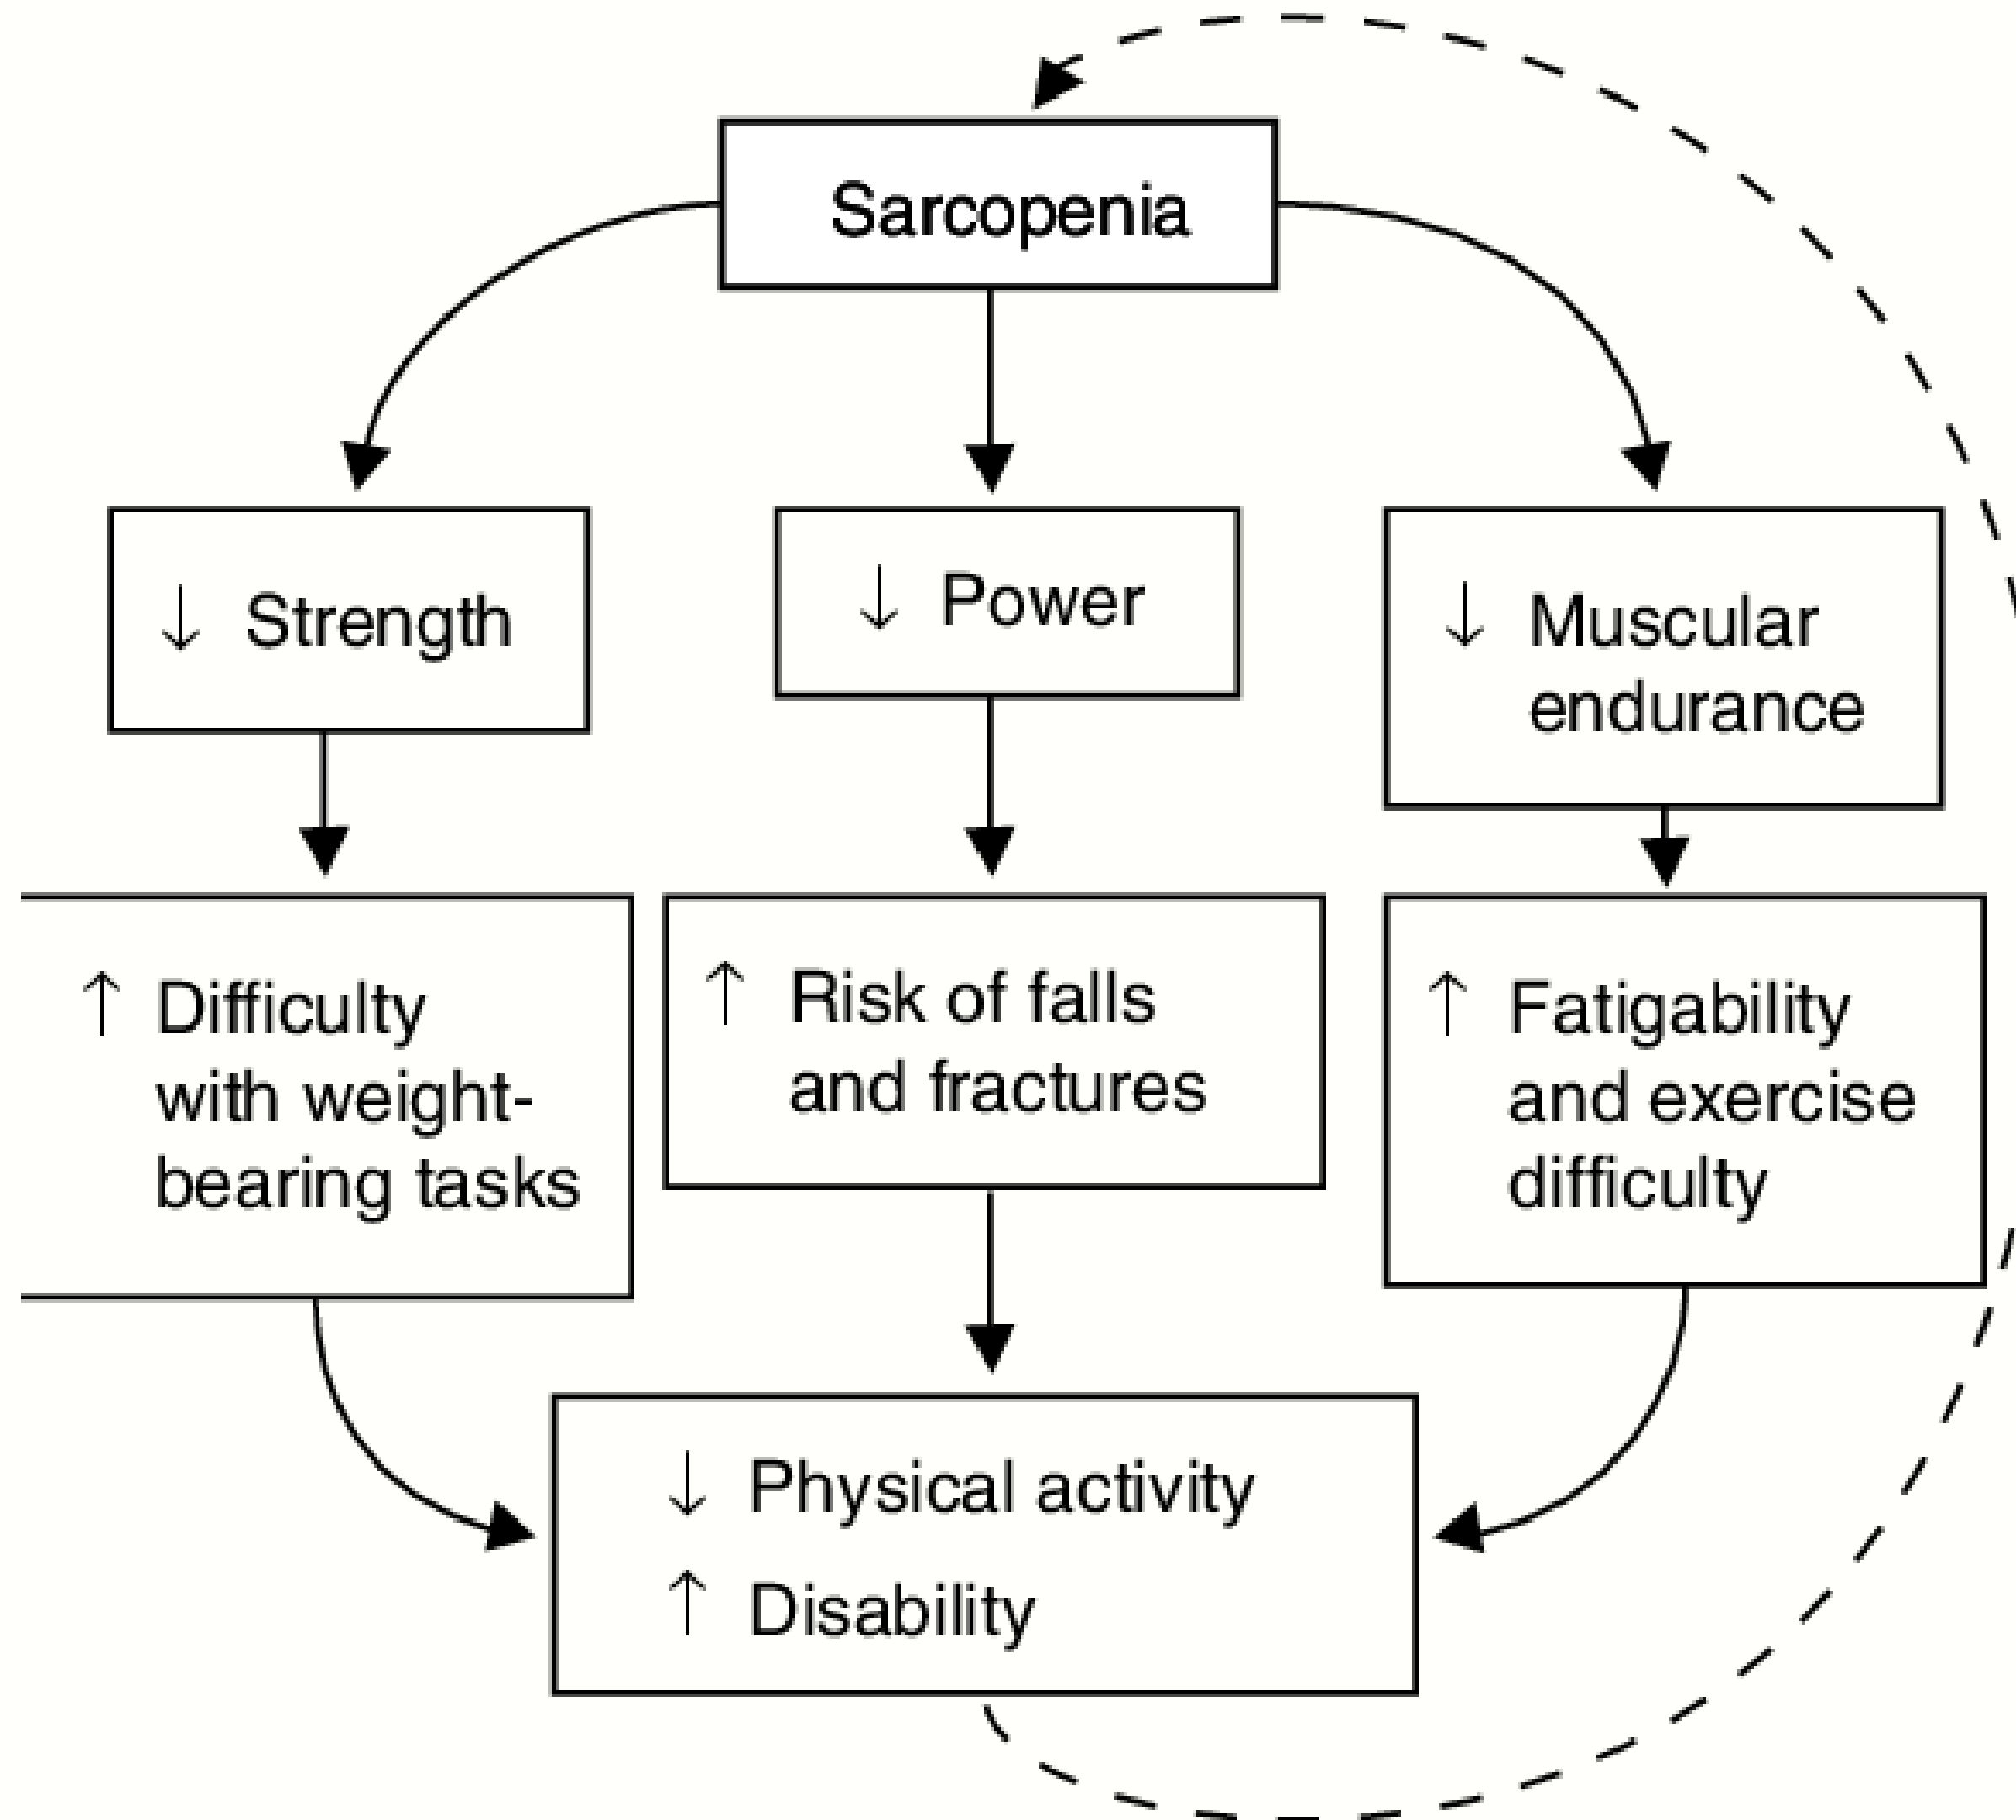 Sarcopenia
↓ Strength
↓ Power
↓ Muscular
endurance
↑ Difficulty
with weight-
bearing tasks
↑ Risk of falls
and fractures
↑ Fatigability
and exercise
difficulty
↓ Physical activity
↑ Disability